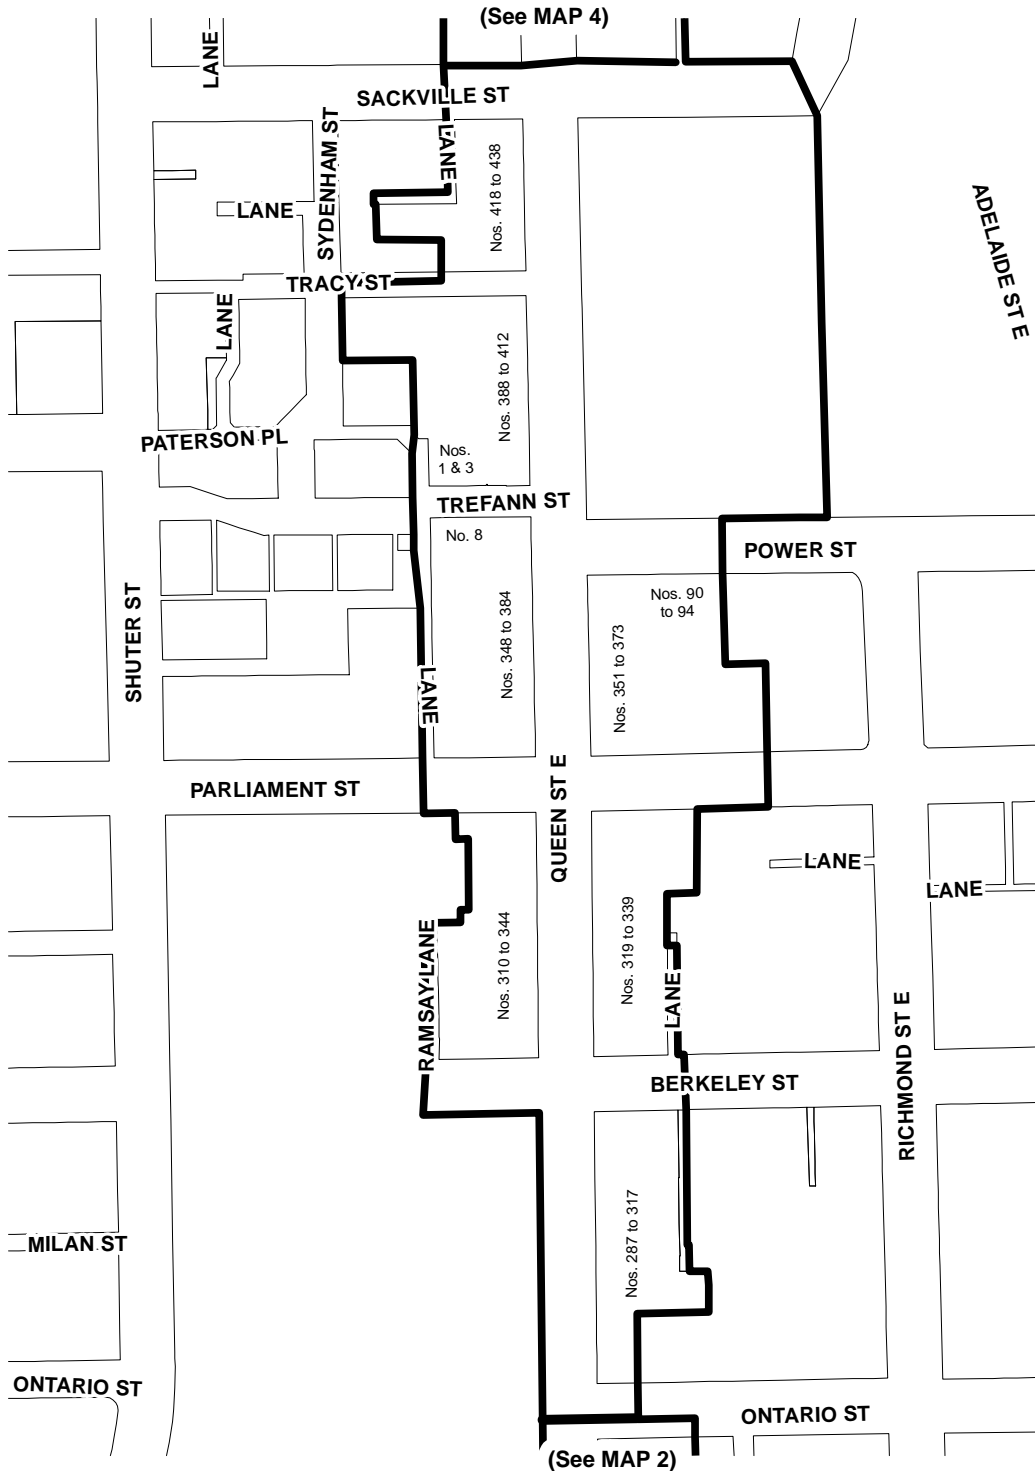 (See MAP 4)
LANE
SACKVILLE ST
SYDENHAM ST
LANE
Nos. 418 to 438
LANE
ADELAIDE ST E
TRACY ST
LANE
Nos. 388 to 412
PATERSON PL
Nos.
1 & 3
TREFANN ST
No. 8
POWER ST
Nos. 90
to 94
SHUTER ST
Nos. 348 to 384
Nos. 351 to 373
LANE
PARLIAMENT ST
QUEEN ST E
LANE
LANE
RAMSAY LANE
Nos. 310 to 344
Nos. 319 to 339
LANE
RICHMOND ST E
BERKELEY ST
Nos. 287 to 317
MILAN ST
ONTARIO ST
ONTARIO ST
(See MAP 2)